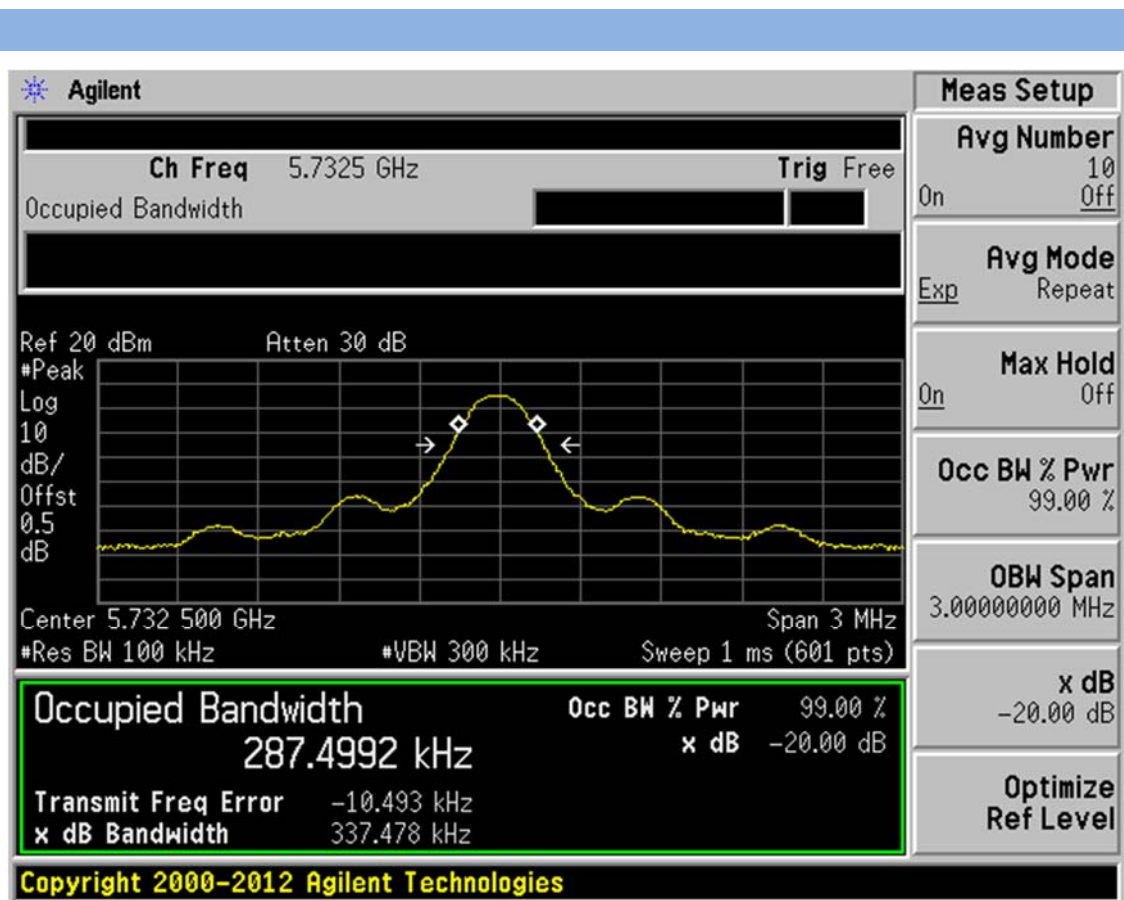 Agilent
Meas Setup
Ch Freq 5.7325 GHz Trig Free
Occupied Bandwidth
Avg Number
10
On Off
Avg Mode
Exp Repeat
Max Hold
On Off
Occ BW % Pwr
99.00 %
OBW Span
3.00000000 MHz
x dB
-20.00 dB
Optimize
Ref Level
Ref 20 dBm Atten 30 dB
#Peak
Log
10
dB/
Offst
0.5
dB
Center 5.732 500 GHz Span 3 MHz
#Res BW 100 kHz #VBW 300 kHz Sweep 1 ms (601 pts)
Occupied Bandwidth
287.4992 kHz
Occ BW % Pwr 99.00 %
x dB -20.00 dB
Transmit Freq Error -10.493 kHz
x dB Bandwidth 337.478 kHz
Copyright 2000-2012 Agilent Technologies